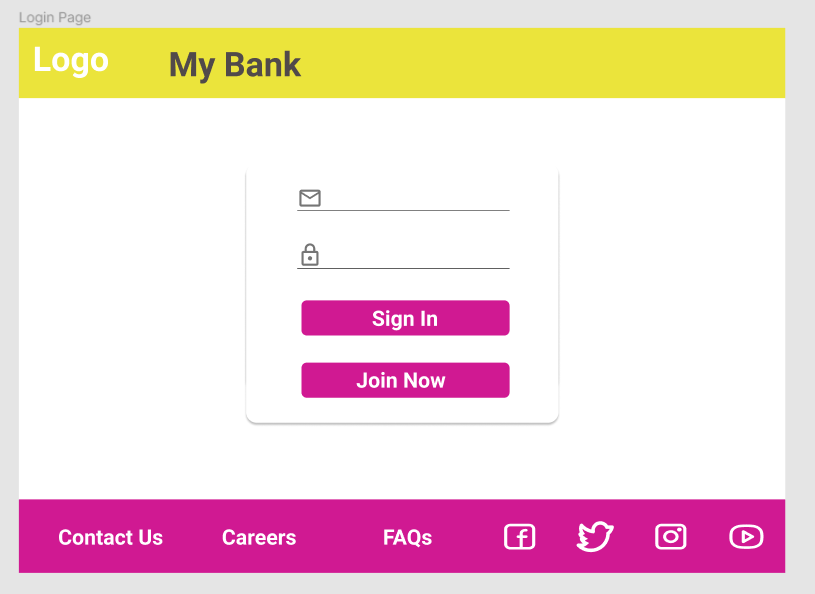 Login Page
Logo My Bank
Sign In
Join Now
Contact Us Careers FAQs